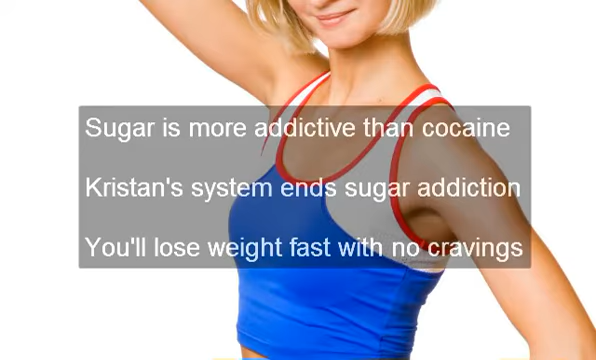 Sugar is more addictive than cocaine
Kristan's system ends sugar addiction
You'll lose weight fast with no cravings